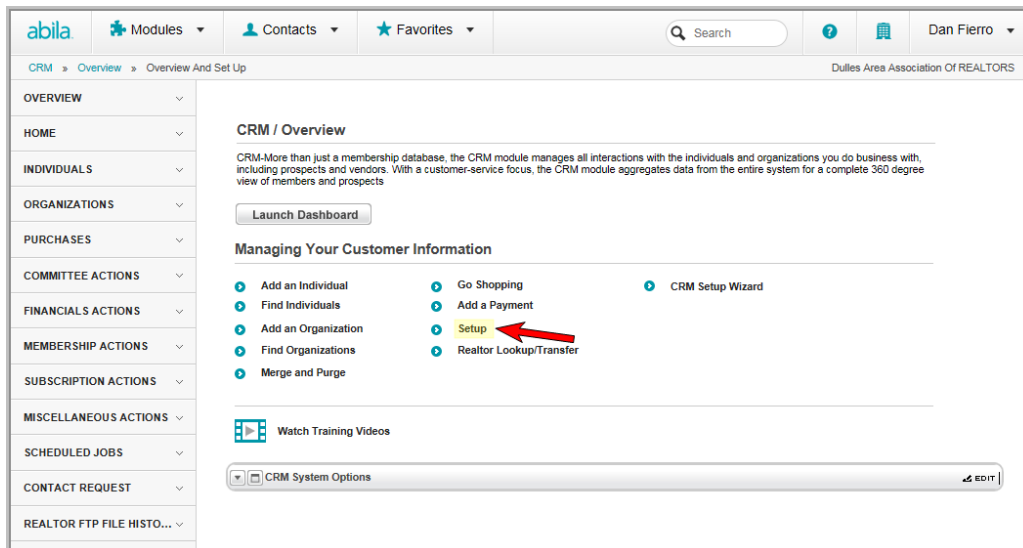 abila
Modules
Contacts
Favorites
Search
?
Dan Fierro
CRM » Overview » Overview And Set Up
Dulles Area Association Of REALTORS
OVERVIEW
HOME
INDIVIDUALS
ORGANIZATIONS
PURCHASES
COMMITTEE ACTIONS
FINANCIALS ACTIONS
MEMBERSHIP ACTIONS
SUBSCRIPTION ACTIONS
MISCELLANEOUS ACTIONS
SCHEDULED JOBS
CONTACT REQUEST
REALTOR FTP FILE HISTO...
CRM / Overview
CRM-More than just a membership database, the CRM module manages all interactions with the individuals and organizations you do business with,
including prospects and vendors. With a customer-service focus, the CRM module aggregates data from the entire system for a complete 360 degree
view of members and prospects
Launch Dashboard
Managing Your Customer Information
Add an Individual
Find Individuals
Add an Organization
Find Organizations
Merge and Purge
Go Shopping
Add a Payment
Setup
Realtor Lookup/Transfer
CRM Setup Wizard
Watch Training Videos
CRM System Options
EDIT